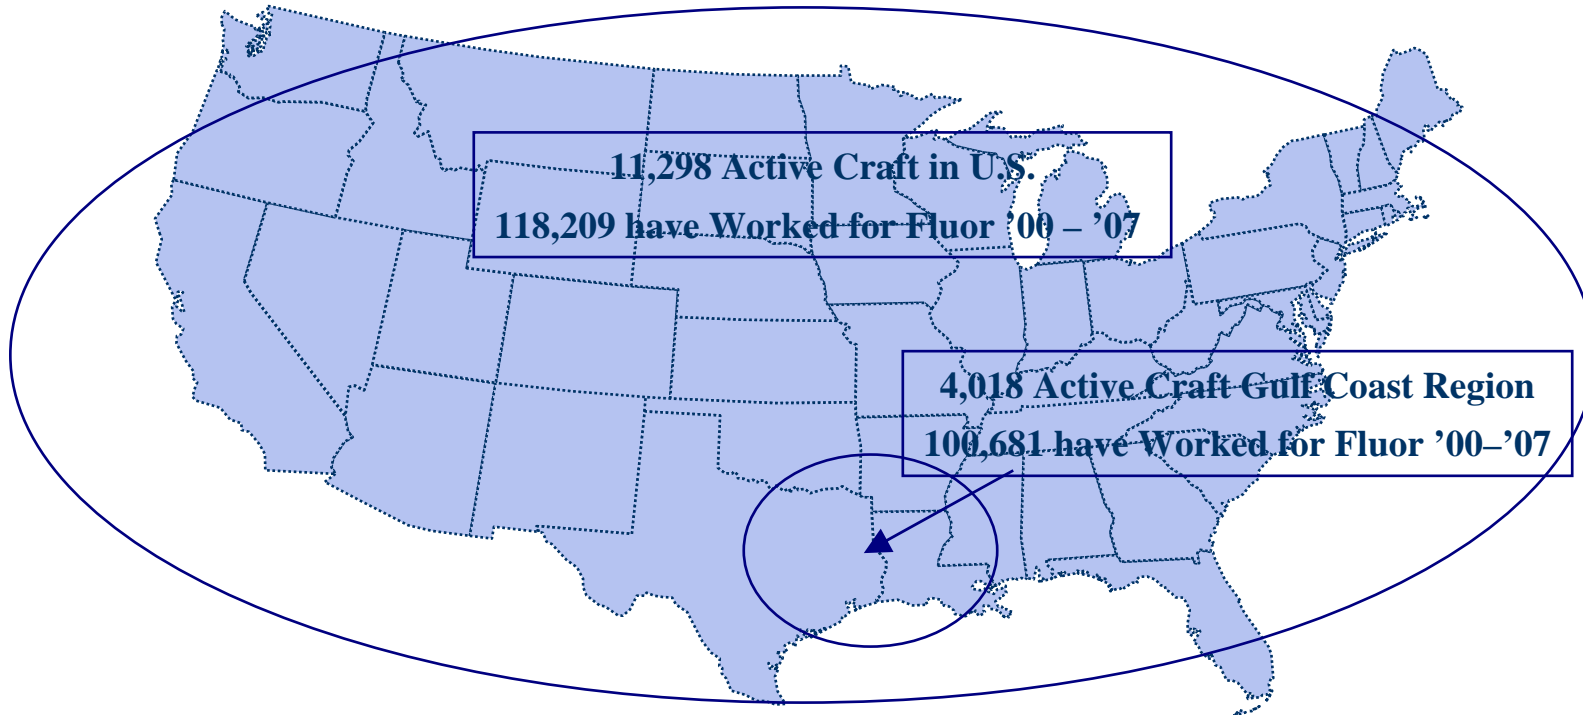 11,298 Active Craft in U.S.
118,209 have Worked for Fluor ’00 – ’07
4,018 Active Craft Gulf Coast Region
100,681 have Worked for Fluor ’00–’07